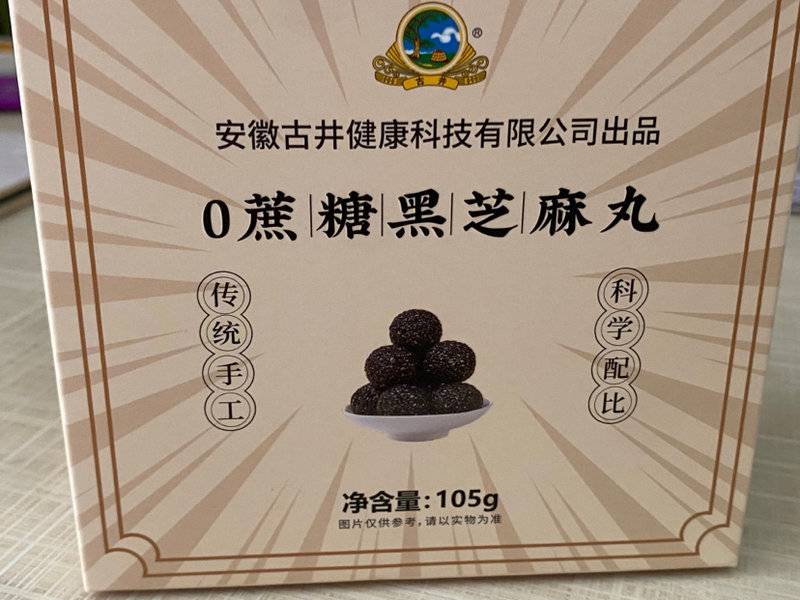 ®
古井
安徽古井健康科技有限公司出品
0蔗糖黑芝麻丸
传统手工
科学配比
净含量:105g
图片仅供参考,请以实物为准